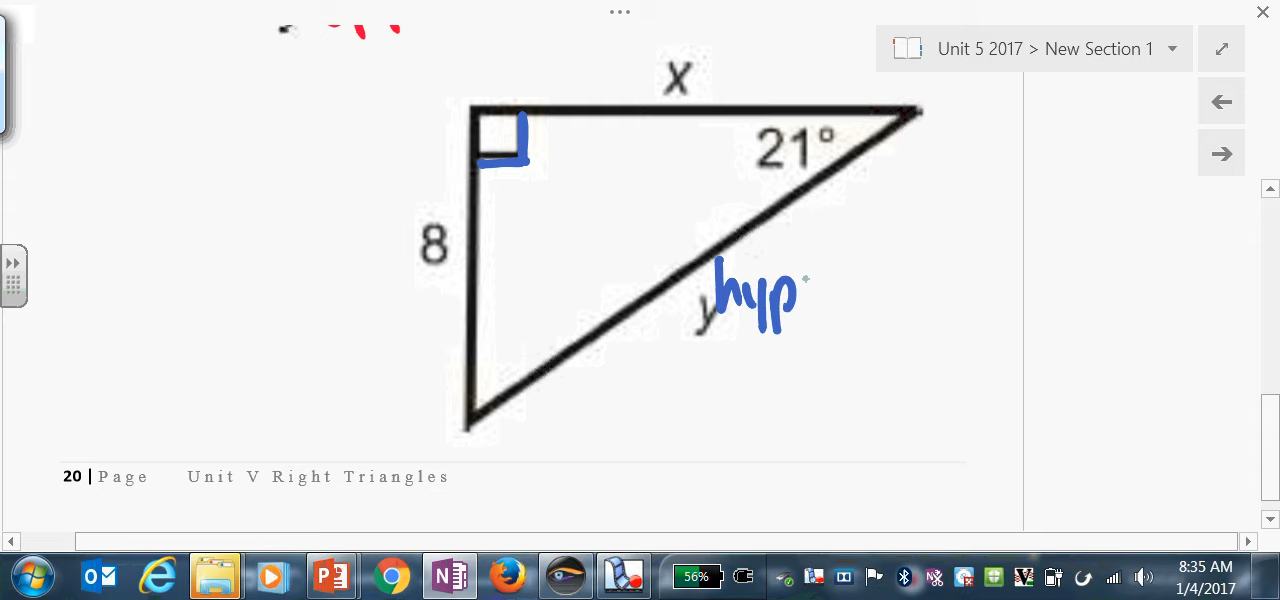 Unit 5 2017 > New Section 1
x
21°
8
hyp
y
20 | Page Unit V Right Triangles
56%
8:35 AM
1/4/2017